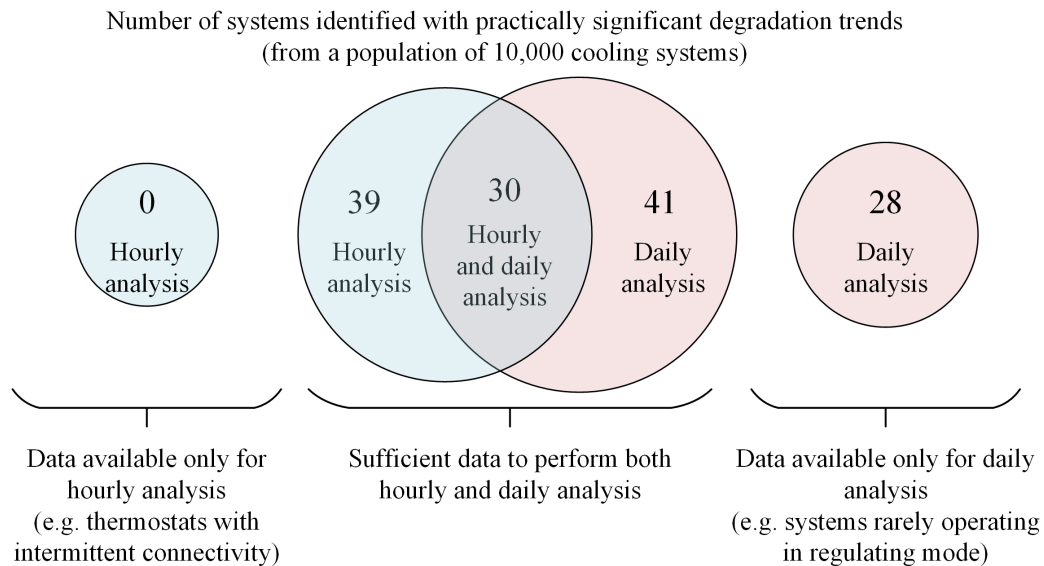 Number of systems identified with practically significant degradation trends
(from a population of 10,000 cooling systems)
0
Hourly
analysis
39
Hourly
analysis
30
Hourly
and daily
analysis
41
Daily
analysis
28
Daily
analysis
Data available only for
hourly analysis
(e.g. thermostats with
intermittent connectivity)
Sufficient data to perform both
hourly and daily analysis
Data available only for daily
analysis
(e.g. systems rarely operating
in regulating mode)